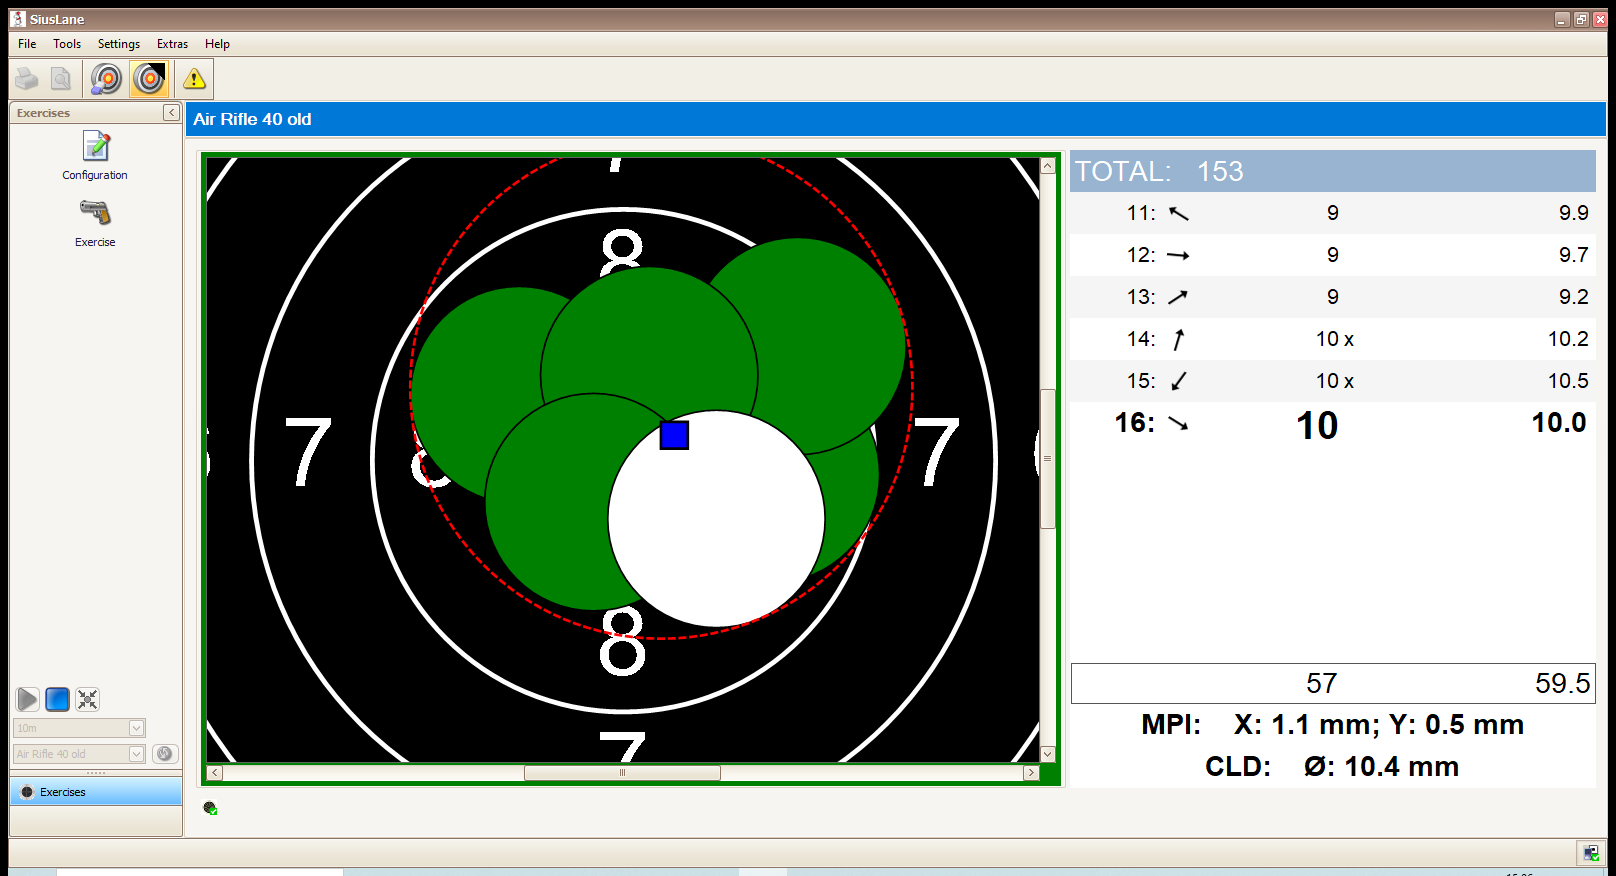 SiusLane
File Tools Settings Extras Help
Exercises
Air Rifle 40 old
Configuration
Exercise
7
8
8
7 7
8
7
TOTAL: 153
11: 9 9.9
12: 9 9.7
13: 9 9.2
14: 10 x 10.2
15: 10 x 10.5
16: 10 10.0
57 59.5
MPI: X: 1.1 mm; Y: 0.5 mm
CLD: Ø: 10.4 mm
10m
Air Rifle 40 old
Exercises